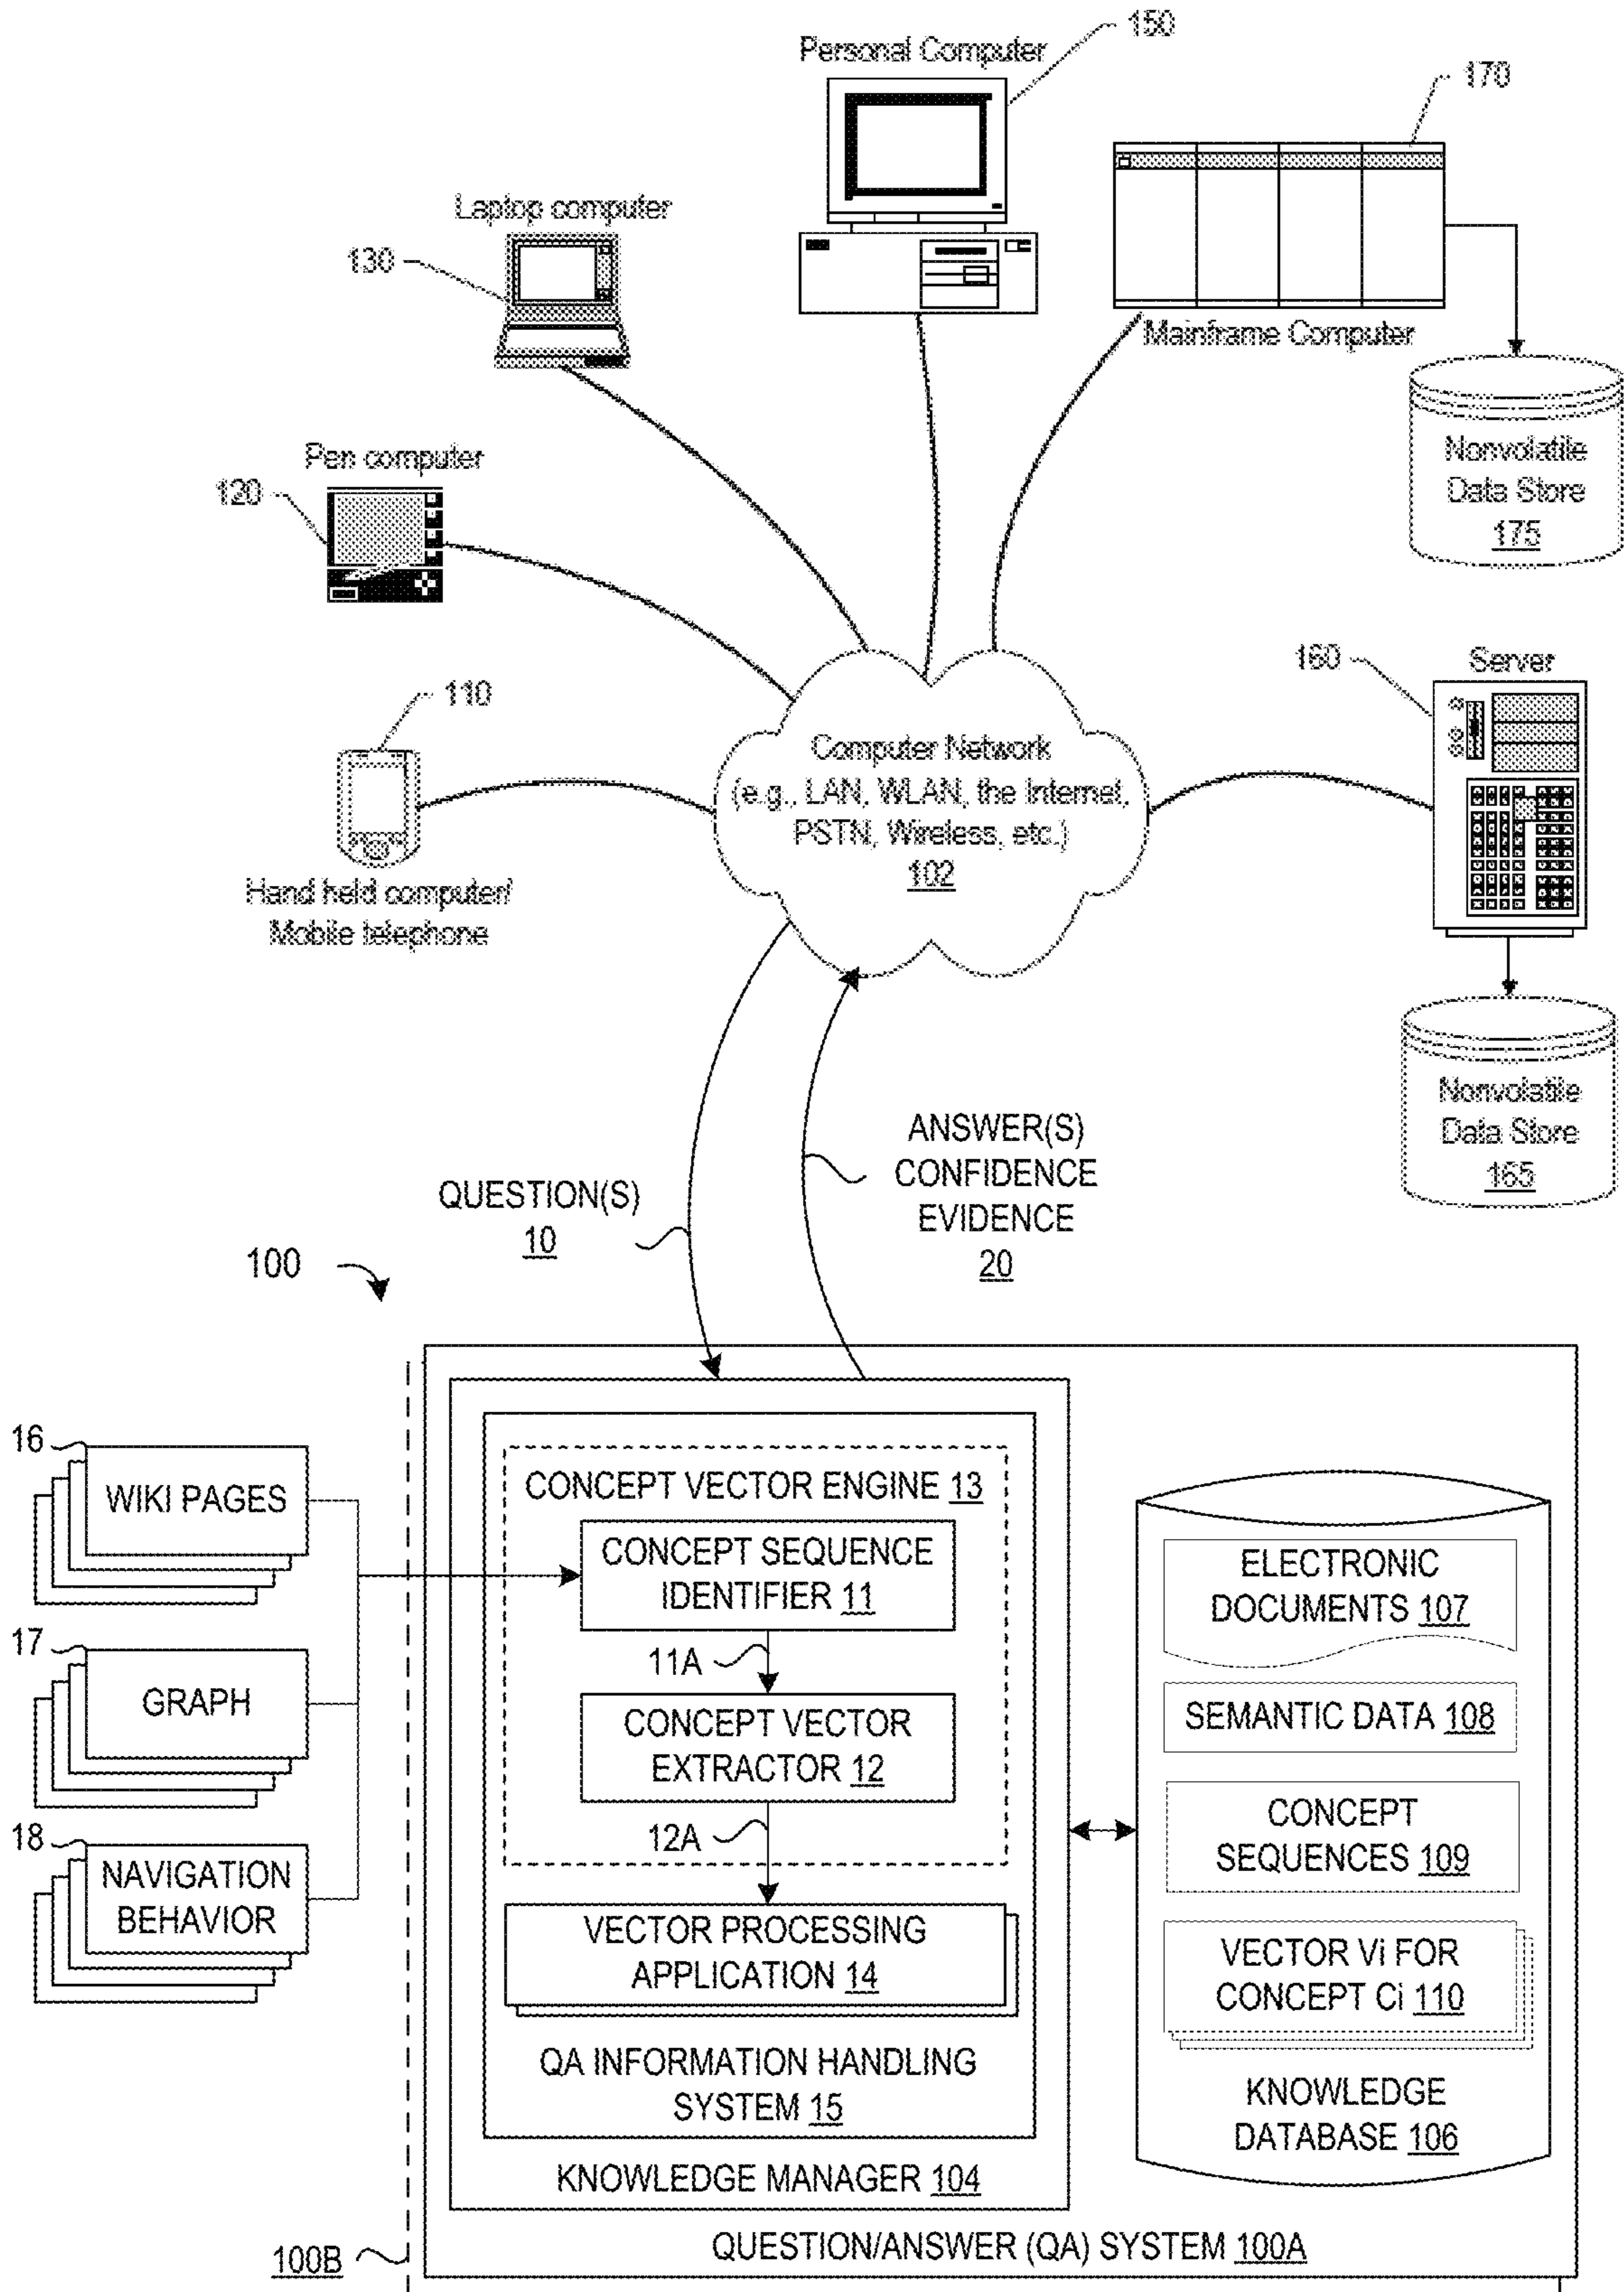 150
Personal Computer
170
Laptop computer
130
Mainframe Computer
Nonvolatile
Data Store
175
Pen computer
120
160
Server
110
Computer Network
(e.g., LAN, WLAN, the Internet,
PSTN, Wireless, etc.)
102
Hand held computer/
Mobile telephone
Nonvolatile
Data Store
165
ANSWER(S)
CONFIDENCE
EVIDENCE
20
QUESTION(S)
10
100
16
WIKI PAGES
17
GRAPH
18
NAVIGATION
BEHAVIOR
CONCEPT VECTOR ENGINE 13
CONCEPT SEQUENCE
IDENTIFIER 11
11A
CONCEPT VECTOR
EXTRACTOR 12
12A
VECTOR PROCESSING
APPLICATION 14
QA INFORMATION HANDLING
SYSTEM 15
KNOWLEDGE MANAGER 104
ELECTRONIC
DOCUMENTS 107
SEMANTIC DATA 108
CONCEPT
SEQUENCES 109
VECTOR Vi FOR
CONCEPT Ci 110
KNOWLEDGE
DATABASE 106
QUESTION/ANSWER (QA) SYSTEM 100A
100B